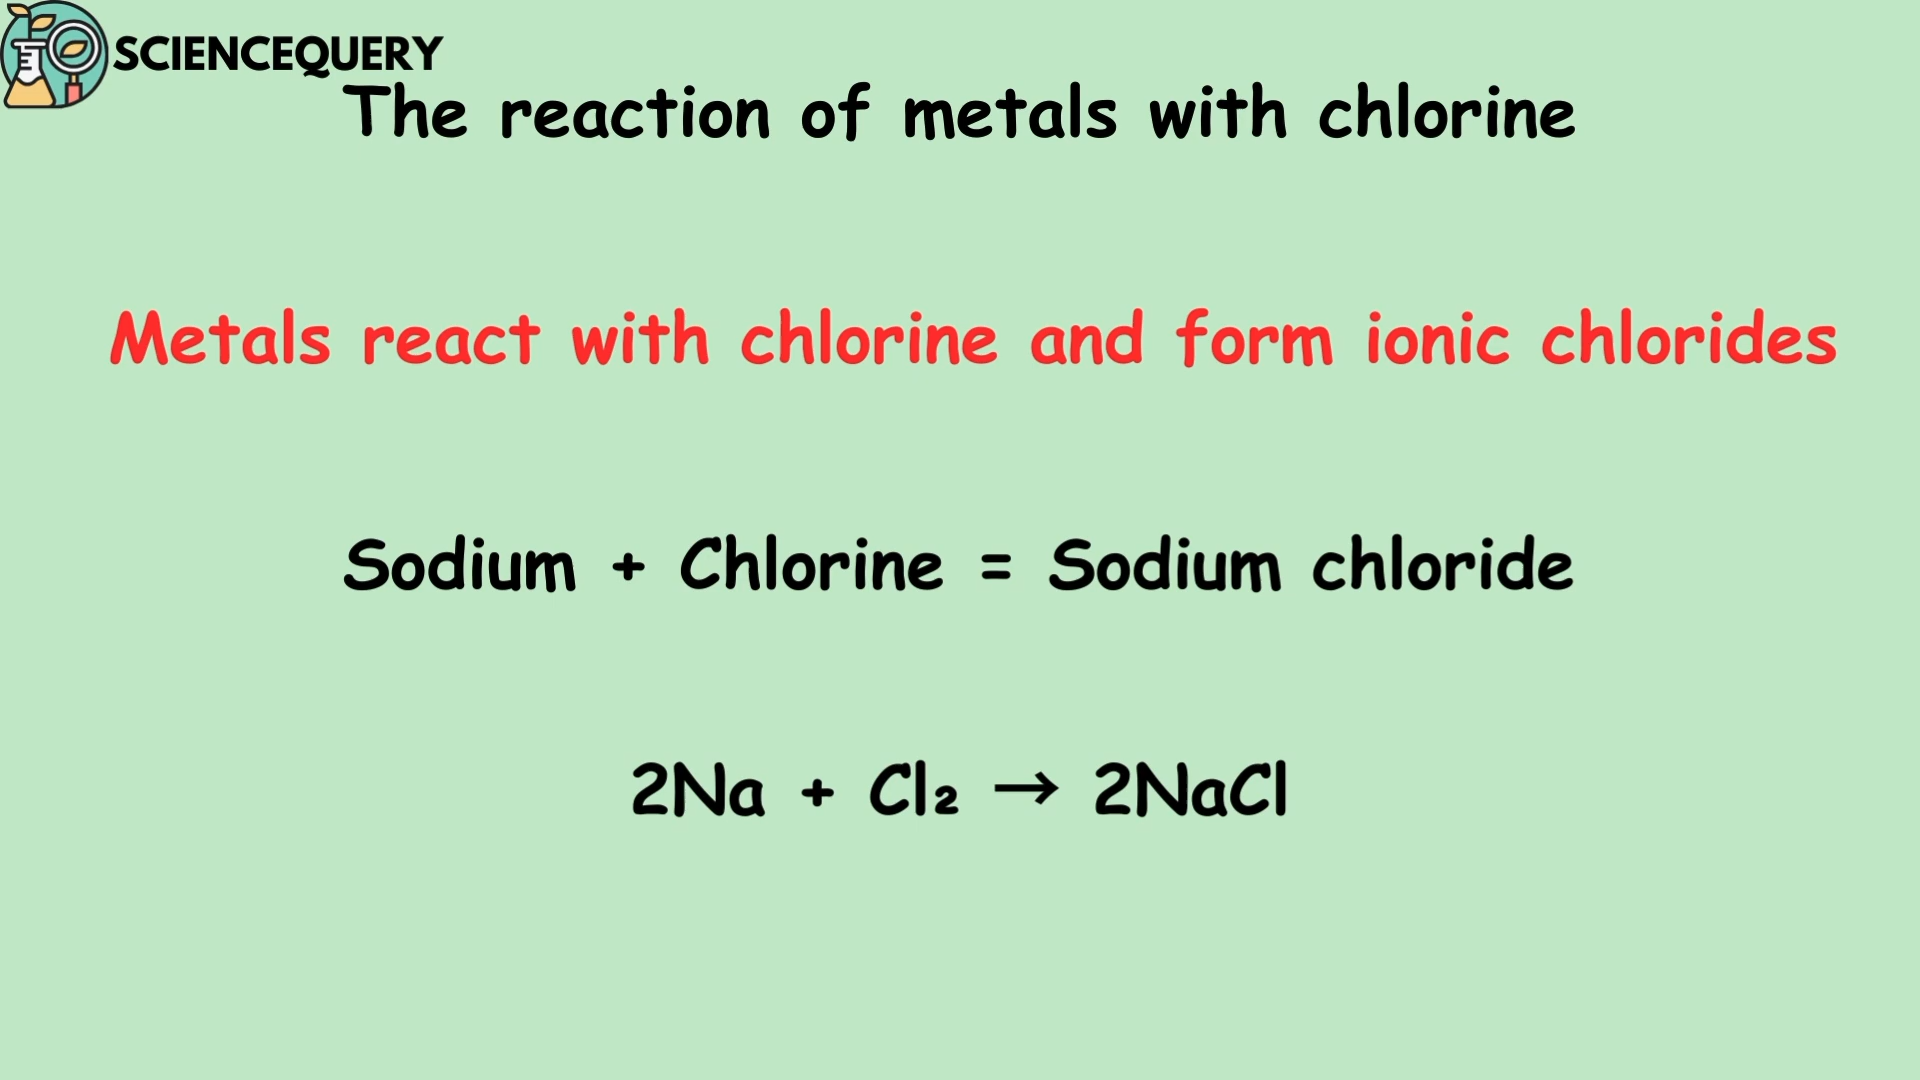 SCIENCEQUERY
The reaction of metals with chlorine
Metals react with chlorine and form ionic chlorides
Sodium + Chlorine = Sodium chloride
2Na + Cl₂ → 2NaCl